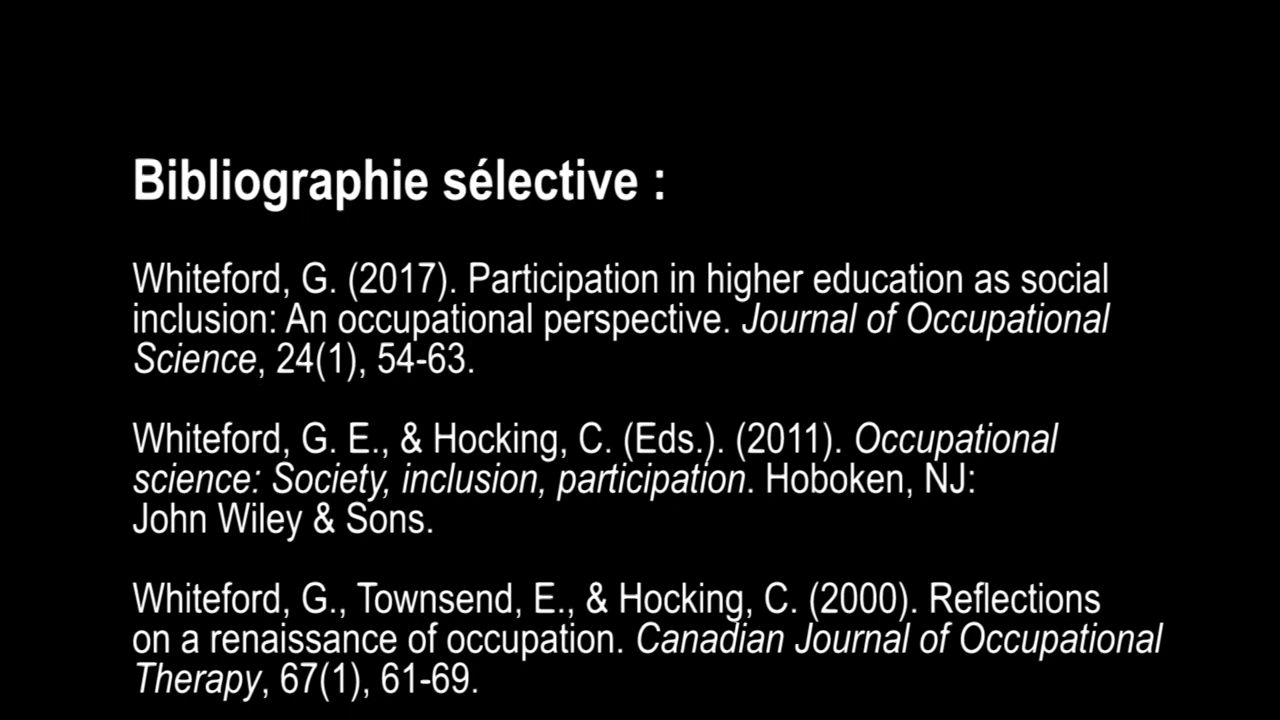 Bibliographie sélective :
Whiteford, G. (2017). Participation in higher education as social
inclusion: An occupational perspective. Journal of Occupational
Science, 24(1), 54-63.
Whiteford, G. E., & Hocking, C. (Eds.). (2011). Occupational
science: Society, inclusion, participation. Hoboken, NJ:
John Wiley & Sons.
Whiteford, G., Townsend, E., & Hocking, C. (2000). Reflections
on a renaissance of occupation. Canadian Journal of Occupational
Therapy, 67(1), 61-69.